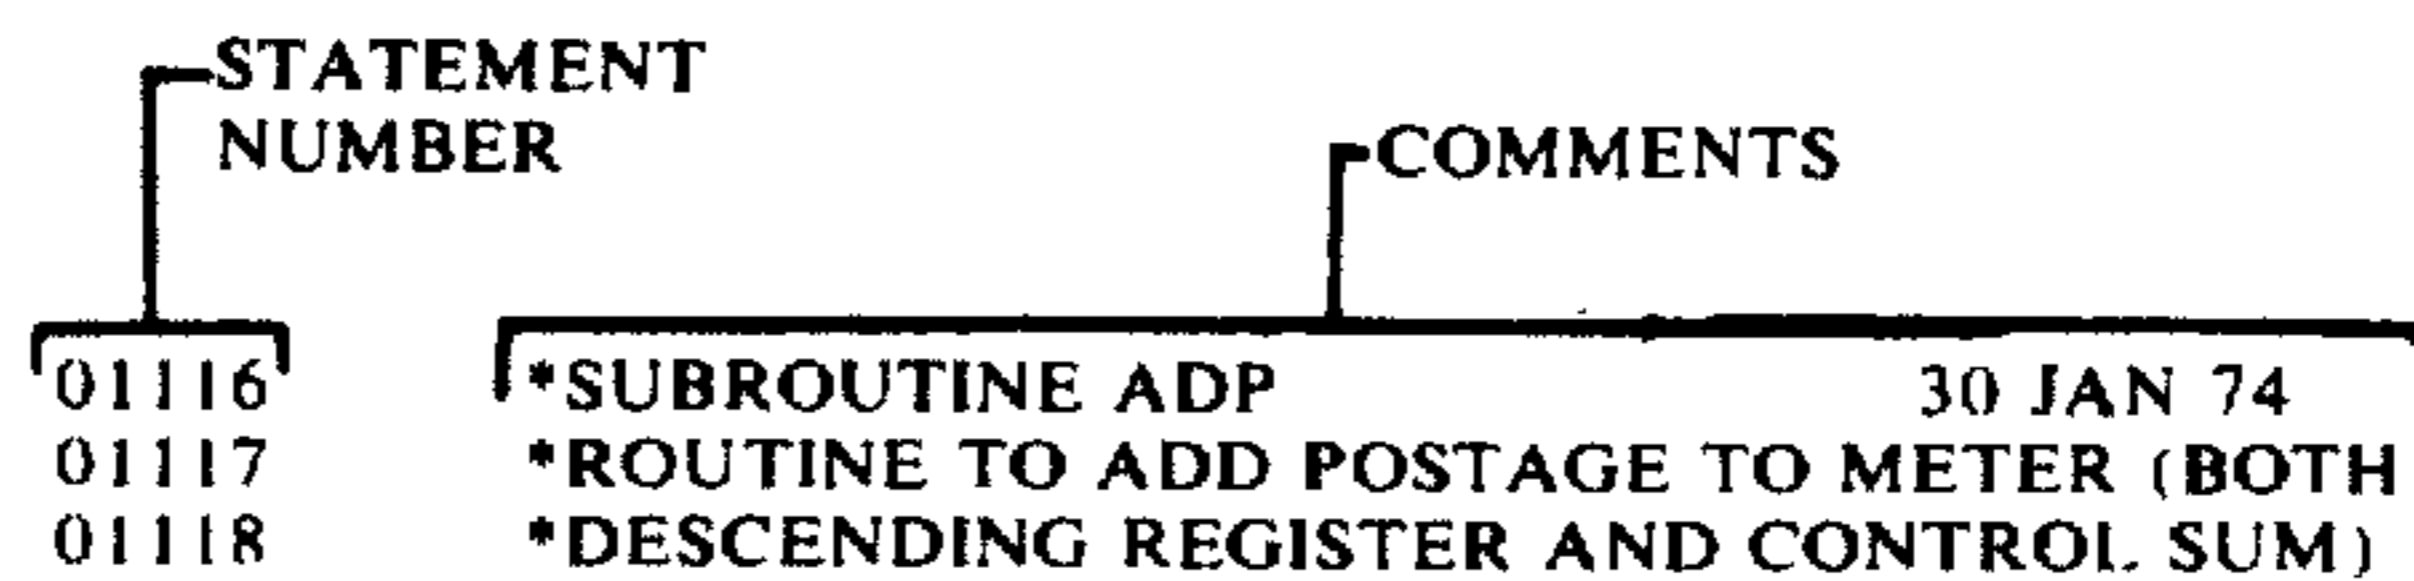 STATEMENT
NUMBER
COMMENTS
01116 *SUBROUTINE ADP 30 JAN 74
01117 *ROUTINE TO ADD POSTAGE TO METER (BOTH
01118 *DESCENDING REGISTER AND CONTROL SUM)